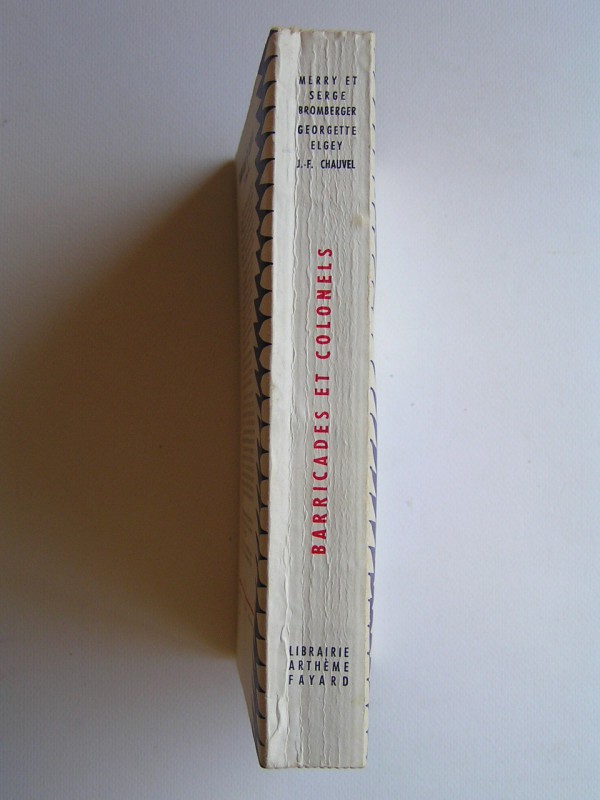 MERRY ET
SERGE
BROMBERGER
GEORGETTE
ELGEY
J.-F. CHAUVEL
BARRICADES ET COLONELS
LIBRAIRIE
ARTHÈME
FAYARD